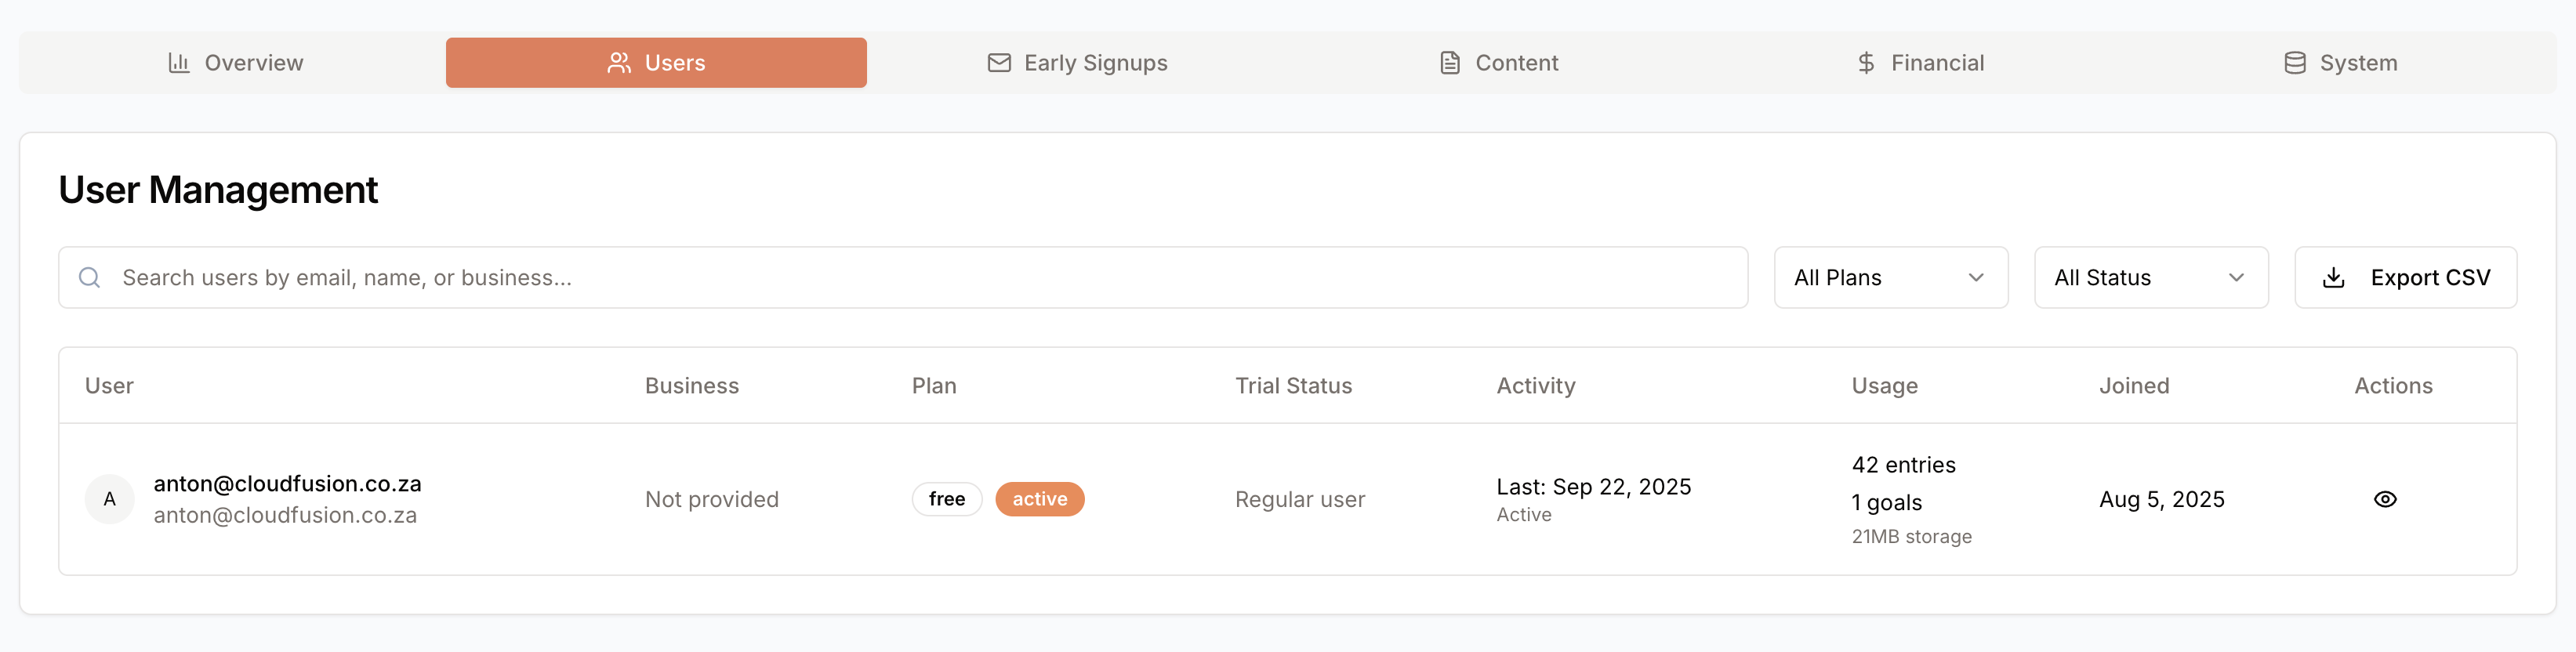 Overview
Users
Early Signups
Content
Financial
System
User Management
Search users by email, name, or business...
All Plans
All Status
Export CSV
User
Business
Plan
Trial Status
Activity
Usage
Joined
Actions
A
anton@cloudfusion.co.za
anton@cloudfusion.co.za
Not provided
free
active
Regular user
Last: Sep 22, 2025
Active
42 entries
1 goals
21MB storage
Aug 5, 2025